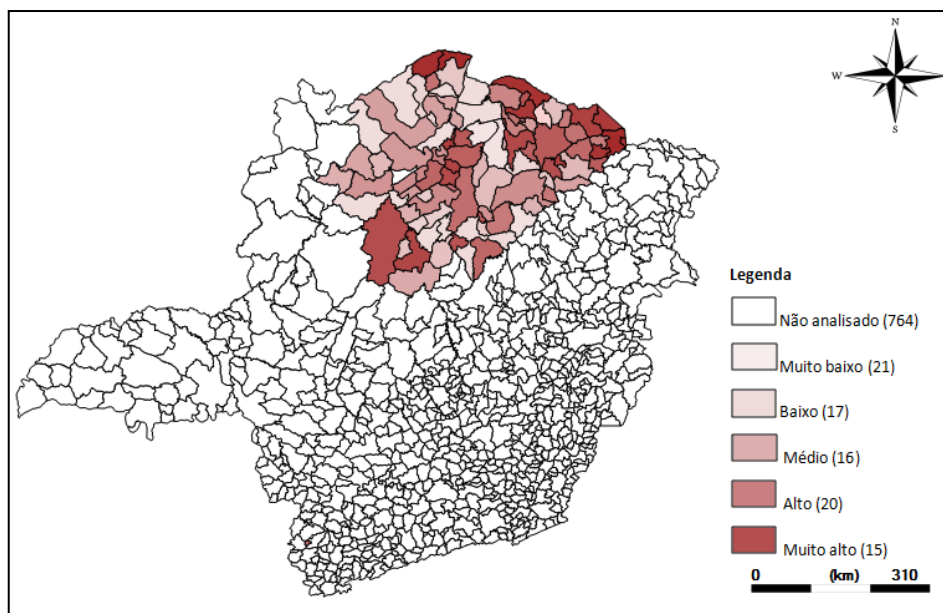 N
W
E
S
Legenda
Não analisado (764)
Muito baixo (21)
Baixo (17)
Médio (16)
Alto (20)
Muito alto (15)
0 (km) 310